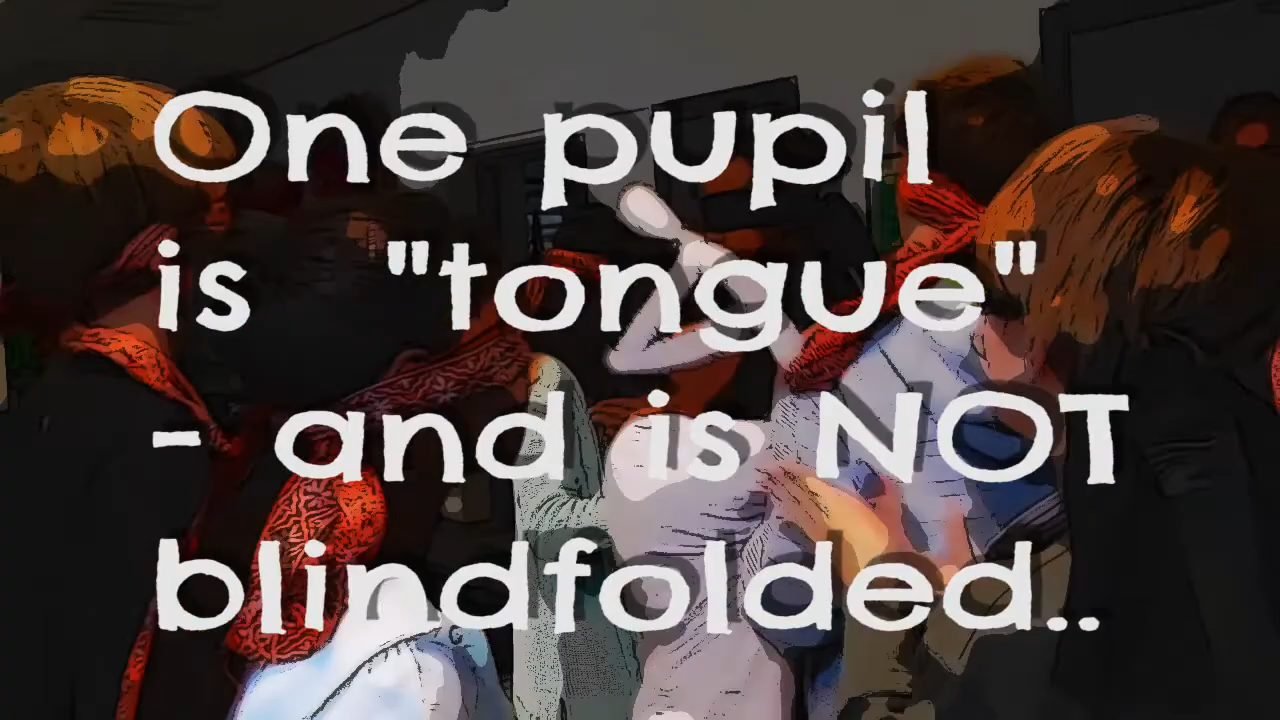 One pupil
is "tongue"
- and is NOT
blindfolded..